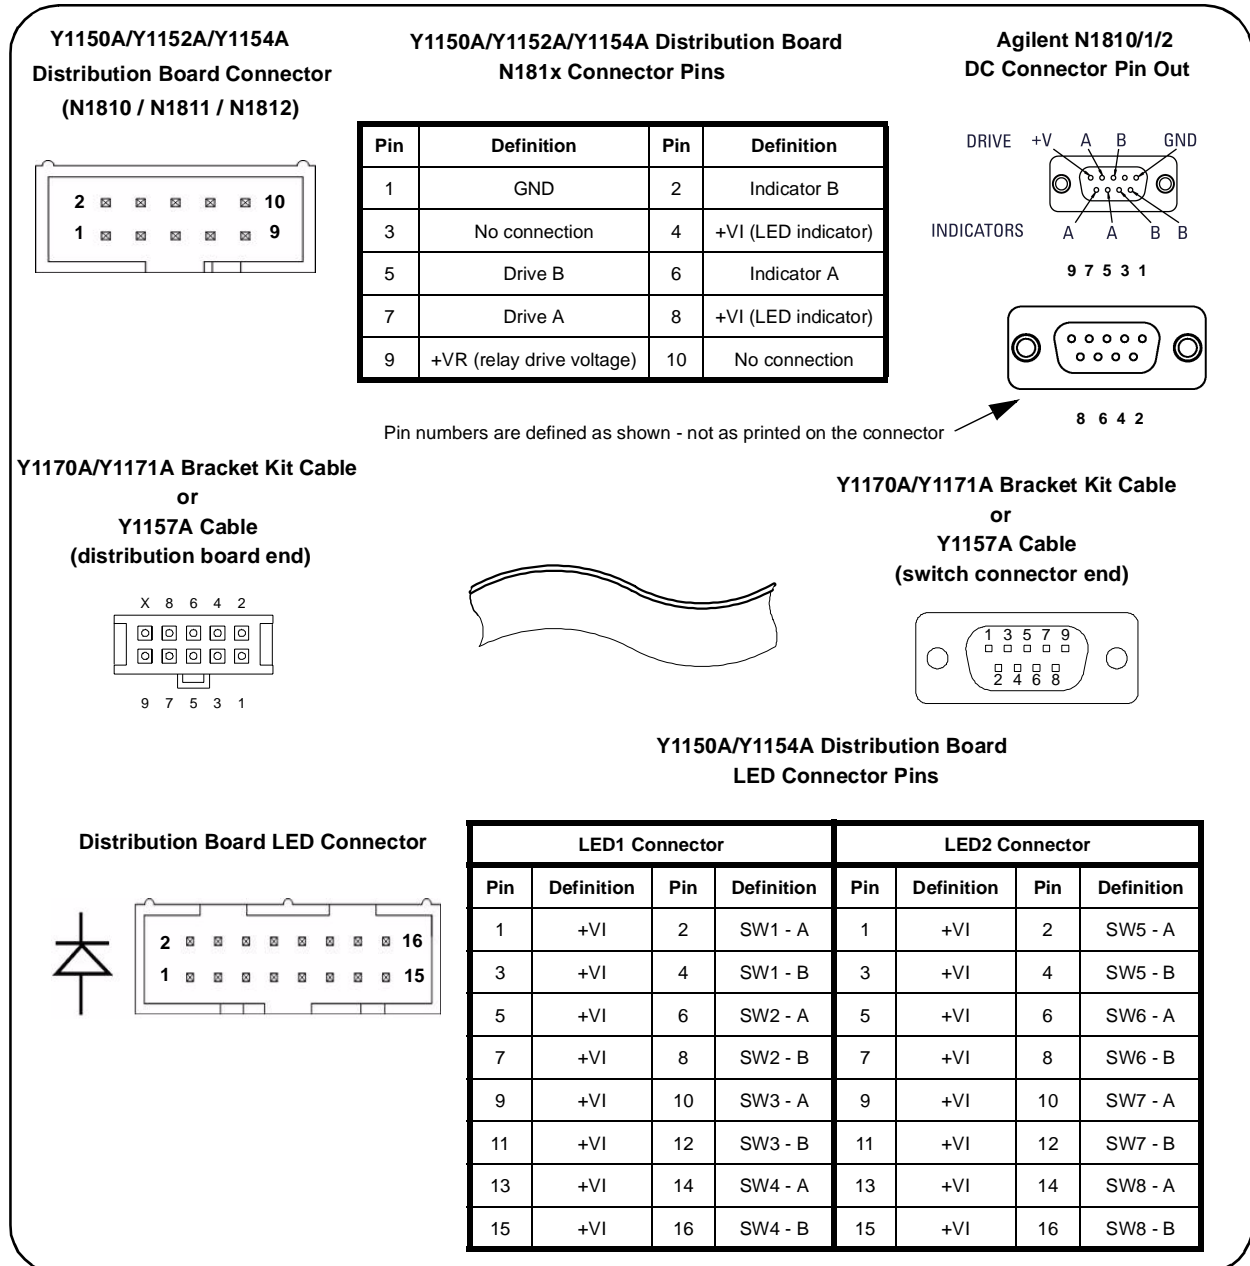 Y1150A/Y1152A/Y1154A
Distribution Board Connector
(N1810 / N1811 / N1812)
2 10
1 9
Y1150A/Y1152A/Y1154A Distribution Board
N181x Connector Pins
Pin Definition Pin Definition
1 GND 2 Indicator B
3 No connection 4 +VI (LED indicator)
5 Drive B 6 Indicator A
7 Drive A 8 +VI (LED indicator)
9 +VR (relay drive voltage) 10 No connection
Agilent N1810/1/2
DC Connector Pin Out
DRIVE +V A B GND
INDICATORS A A B B
9 7 5 3 1
8 6 4 2
Pin numbers are defined as shown - not as printed on the connector
Y1170A/Y1171A Bracket Kit Cable
or
Y1157A Cable
(distribution board end)
X 8 6 4 2
9 7 5 3 1
Y1170A/Y1171A Bracket Kit Cable
or
Y1157A Cable
(switch connector end)
1 3 5 7 9
2 4 6 8
Y1150A/Y1154A Distribution Board
LED Connector Pins
Distribution Board LED Connector
2 16
1 15
LED1 Connector LED2 Connector
Pin Definition Pin Definition Pin Definition Pin Definition
1 +VI 2 SW1 - A 1 +VI 2 SW5 - A
3 +VI 4 SW1 - B 3 +VI 4 SW5 - B
5 +VI 6 SW2 - A 5 +VI 6 SW6 - A
7 +VI 8 SW2 - B 7 +VI 8 SW6 - B
9 +VI 10 SW3 - A 9 +VI 10 SW7 - A
11 +VI 12 SW3 - B 11 +VI 12 SW7 - B
13 +VI 14 SW4 - A 13 +VI 14 SW8 - A
15 +VI 16 SW4 - B 15 +VI 16 SW8 - B